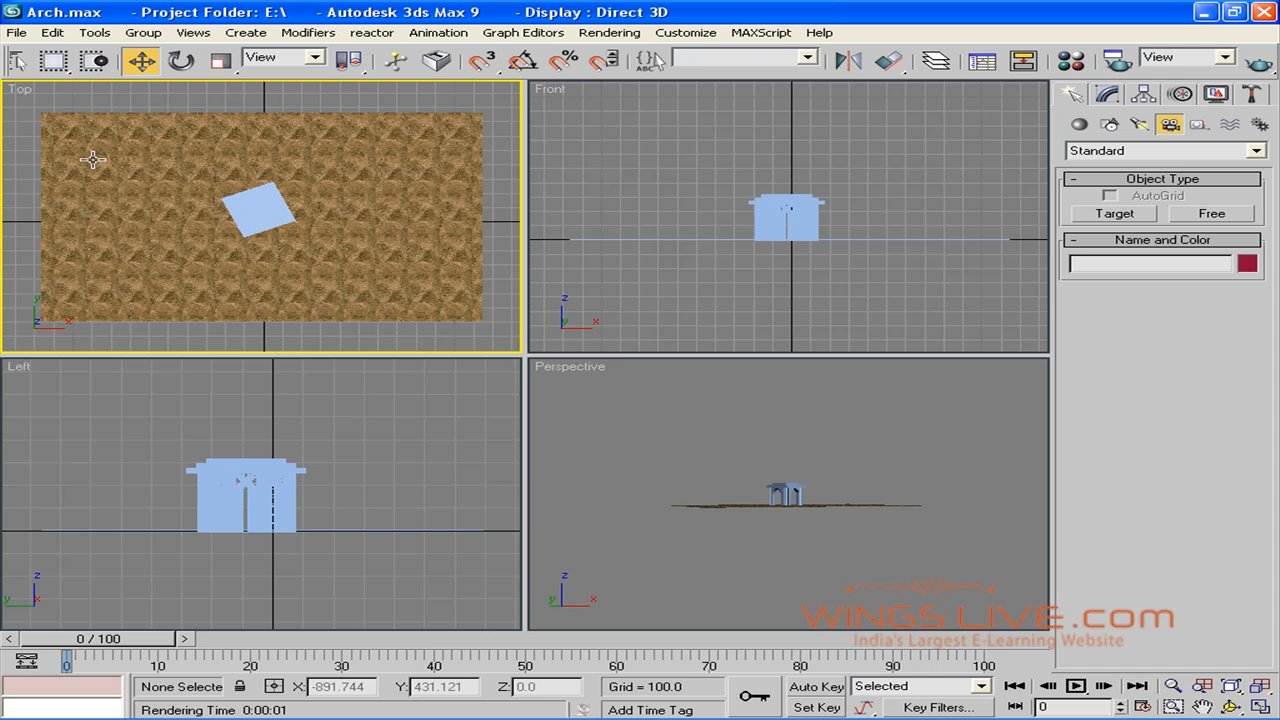 Arch.max - Project Folder: E:\ - Autodesk 3ds Max 9 - Display : Direct 3D
File Edit Tools Group Views Create Modifiers reactor Animation Graph Editors Rendering Customize MAXScript Help
View View
Top
Front
Standard
Object Type
AutoGrid
Target Free
Name and Color
y
z x
z
y x
Left
Perspective
z
y x
z
y x
WINGS LIVE.com
India's Largest E-Learning Website
< 0 / 100 >
0 10 20 30 40 50 60 70 80 90 100
None Selecte X: -891.744 Y: 431.121 Z: 0.0 Grid = 100.0 Auto Key Selected
Rendering Time 0:00:01 Add Time Tag Set Key Key Filters... 0